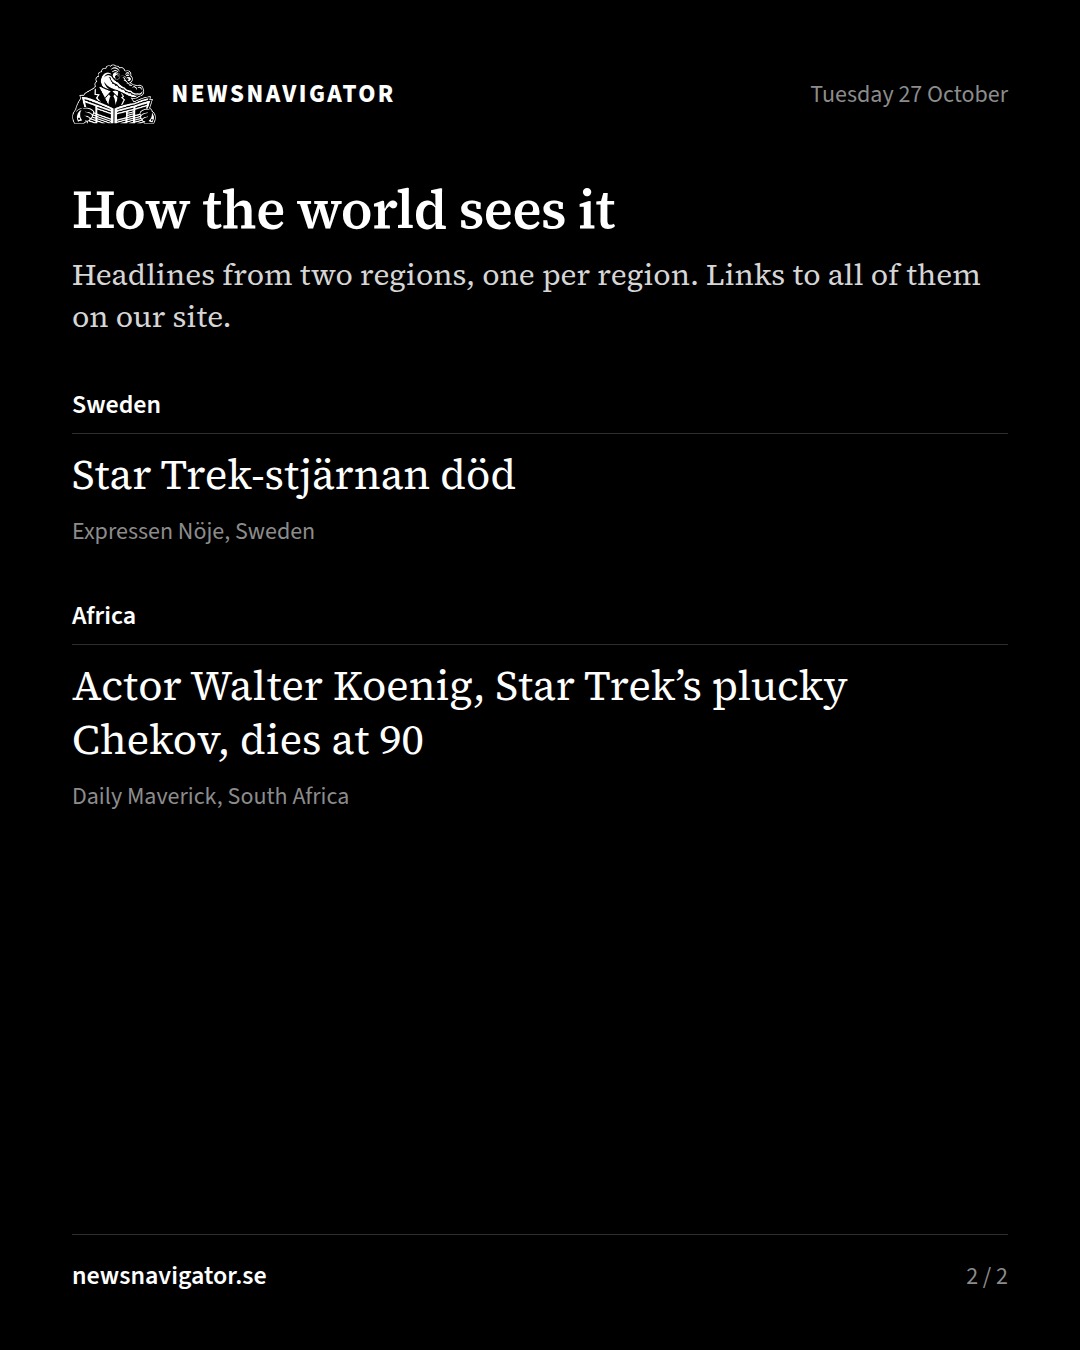 NEWSNAVIGATOR
Tuesday 27 October
How the world sees it
Headlines from two regions, one per region. Links to all of them
on our site.
Sweden
Star Trek-stjärnan död
Expressen Nöje, Sweden
Africa
Actor Walter Koenig, Star Trek’s plucky
Chekov, dies at 90
Daily Maverick, South Africa
newsnavigator.se
2 / 2